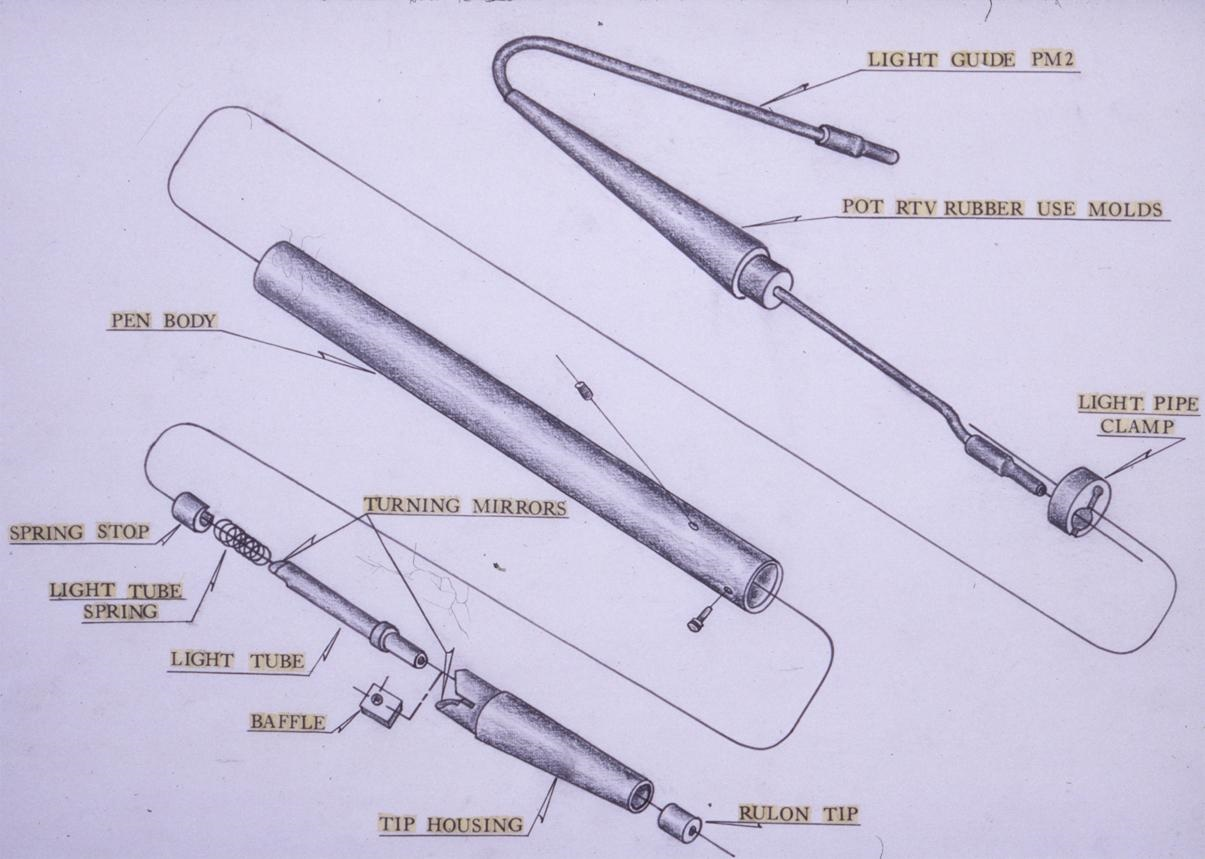 LIGHT GUIDE PM2
POT RTV RUBBER USE MOLDS
PEN BODY
LIGHT PIPE
CLAMP
TURNING MIRRORS
SPRING STOP
LIGHT TUBE
SPRING
LIGHT TUBE
BAFFLE
TIP HOUSING
RULON TIP